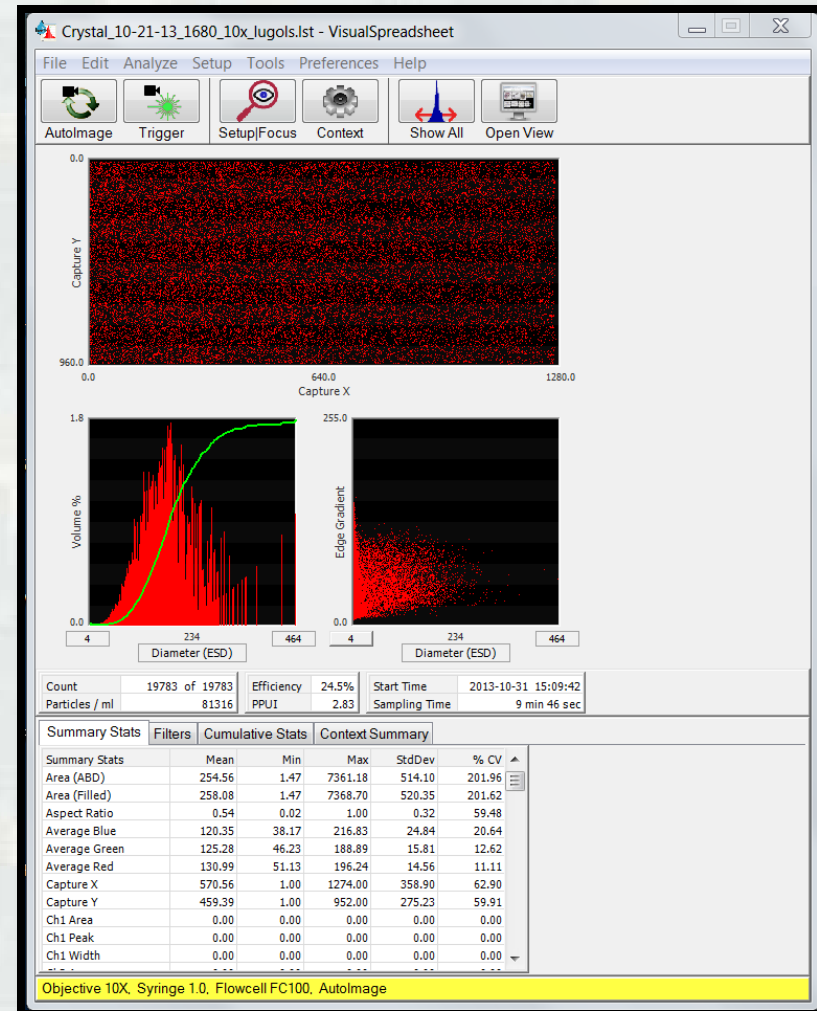 Crystal_10-21-13_1680_10x_lugols.lst - VisualSpreadsheet
File Edit Analyze Setup Tools Preferences Help
AutoImage Trigger Setup|Focus Context Show All Open View
0.0
Capture Y
960.0
0.0 640.0 1280.0
Capture X
1.8 255.0
Volume % Edge Gradient
0.0 0.0
4 234 464 4 234 464
Diameter (ESD) Diameter (ESD)
Count 19783 of 19783 Efficiency 24.5% Start Time 2013-10-31 15:09:42
Particles / ml 81316 PPUI 2.83 Sampling Time 9 min 46 sec
Summary Stats Filters Cumulative Stats Context Summary
Summary Stats Mean Min Max StdDev % CV
Area (ABD) 254.56 1.47 7361.18 514.10 201.96
Area (Filled) 258.08 1.47 7368.70 520.35 201.62
Aspect Ratio 0.54 0.02 1.00 0.32 59.48
Average Blue 120.35 38.17 216.83 24.84 20.64
Average Green 125.28 46.23 188.89 15.81 12.62
Average Red 130.99 51.13 196.24 14.56 11.11
Capture X 570.56 1.00 1274.00 358.90 62.90
Capture Y 459.39 1.00 952.00 275.23 59.91
Ch1 Area 0.00 0.00 0.00 0.00 0.00
Ch1 Peak 0.00 0.00 0.00 0.00 0.00
Ch1 Width 0.00 0.00 0.00 0.00 0.00
Objective 10X, Syringe 1.0, Flowcell FC100, AutoImage